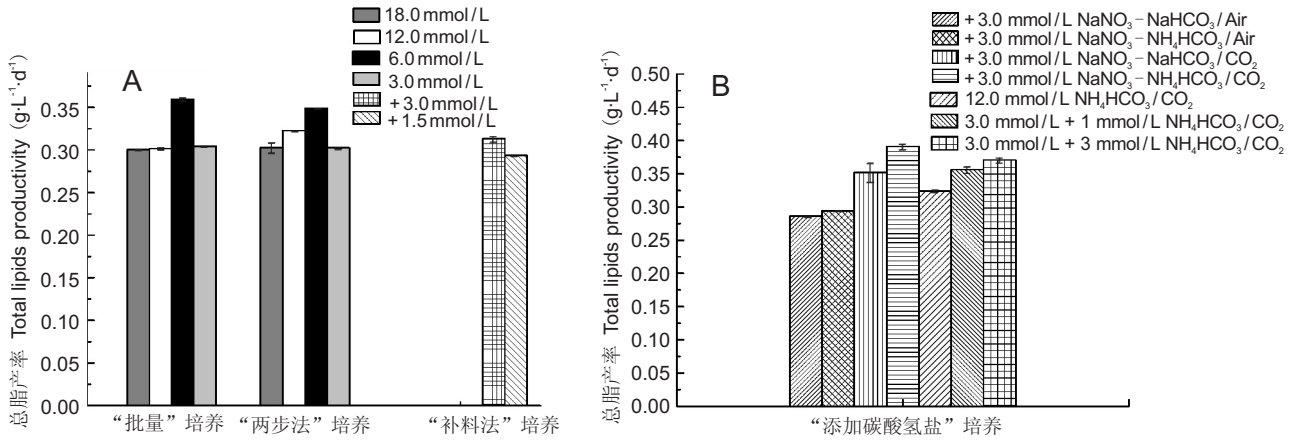 A
18.0 mmol/L
12.0 mmol/L
6.0 mmol/L
3.0 mmol/L
+3.0 mmol/L
+1.5 mmol/L
总脂产率 Total lipids productivity (g·L⁻¹·d⁻¹)
0.35
0.30
0.25
0.20
0.15
0.10
0.05
0.00
“批量”培养
“两步法”培养
“补料法”培养
B
+3.0 mmol/L NaNO₃-NaHCO₃/Air
+3.0 mmol/L NaNO₃-NH₄HCO₃/Air
+3.0 mmol/L NaNO₃-NaHCO₃/CO₂
+3.0 mmol/L NaNO₃-NH₄HCO₃/CO₂
12.0 mmol/L NH₄HCO₃/CO₂
3.0 mmol/L+1 mmol/L NH₄HCO₃/CO₂
3.0 mmol/L+3 mmol/L NH₄HCO₃/CO₂
总脂产率 Total lipids productivity (g·L⁻¹·d⁻¹)
0.50
0.45
0.40
0.35
0.30
0.25
0.20
0.15
0.10
0.05
0.00
“添加碳酸氢盐”培养